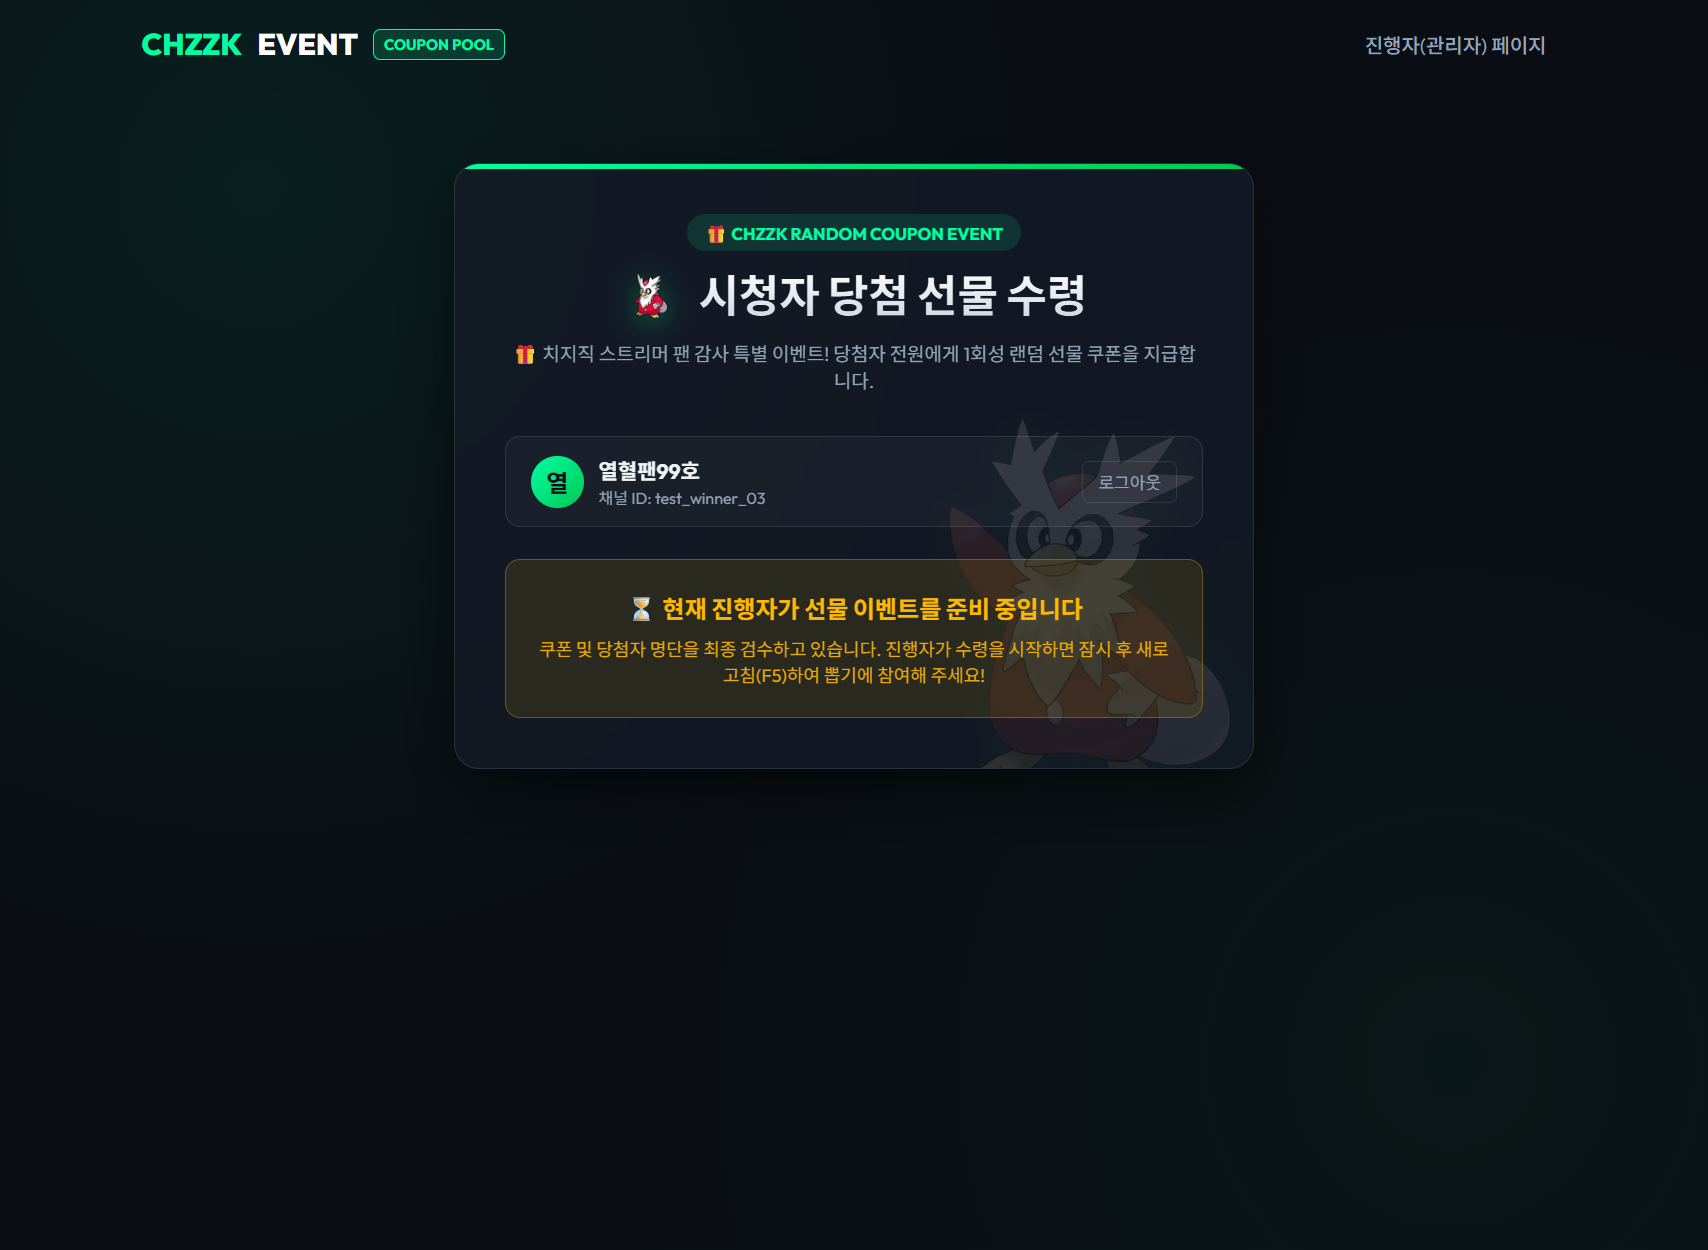 CHZZK EVENT COUPON POOL
진행자(관리자) 페이지
🎁 CHZZK RANDOM COUPON EVENT
시청자 당첨 선물 수령
🎁 치지직 스트리머 팬 감사 특별 이벤트! 당첨자 전원에게 1회성 랜덤 선물 쿠폰을 지급합
니다.
열
열혈팬99호
채널 ID: test_winner_03
로그아웃
⏳ 현재 진행자가 선물 이벤트를 준비 중입니다
쿠폰 및 당첨자 명단을 최종 검수하고 있습니다. 진행자가 수령을 시작하면 잠시 후 새로
고침(F5)하여 뽑기에 참여해 주세요!